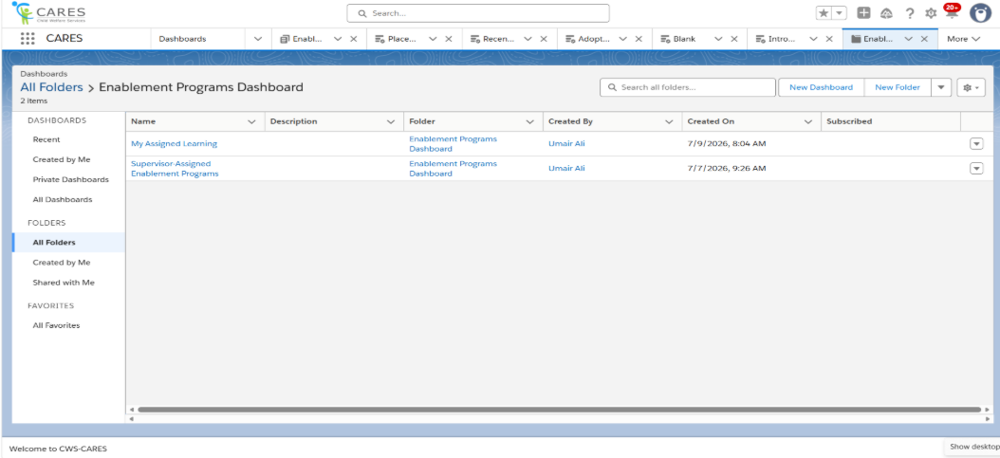 CARES
Child Welfare Services
Search...
20+
CARES
Dashboards
Enabl...
Place...
Recen...
Adopt...
Blank
Intro...
Enabl...
More
Dashboards
All Folders > Enablement Programs Dashboard
2 items
Search all folders...
New Dashboard
New Folder
DASHBOARDS
Recent
Created by Me
Private Dashboards
All Dashboards
FOLDERS
All Folders
Created by Me
Shared with Me
FAVORITES
All Favorites
Name
Description
Folder
Created By
Created On
Subscribed
My Assigned Learning
Enablement Programs
Dashboard
Umair Ali
7/9/2026, 8:04 AM
Supervisor-Assigned
Enablement Programs
Enablement Programs
Dashboard
Umair Ali
7/7/2026, 9:26 AM
Welcome to CWS-CARES
Show desktop